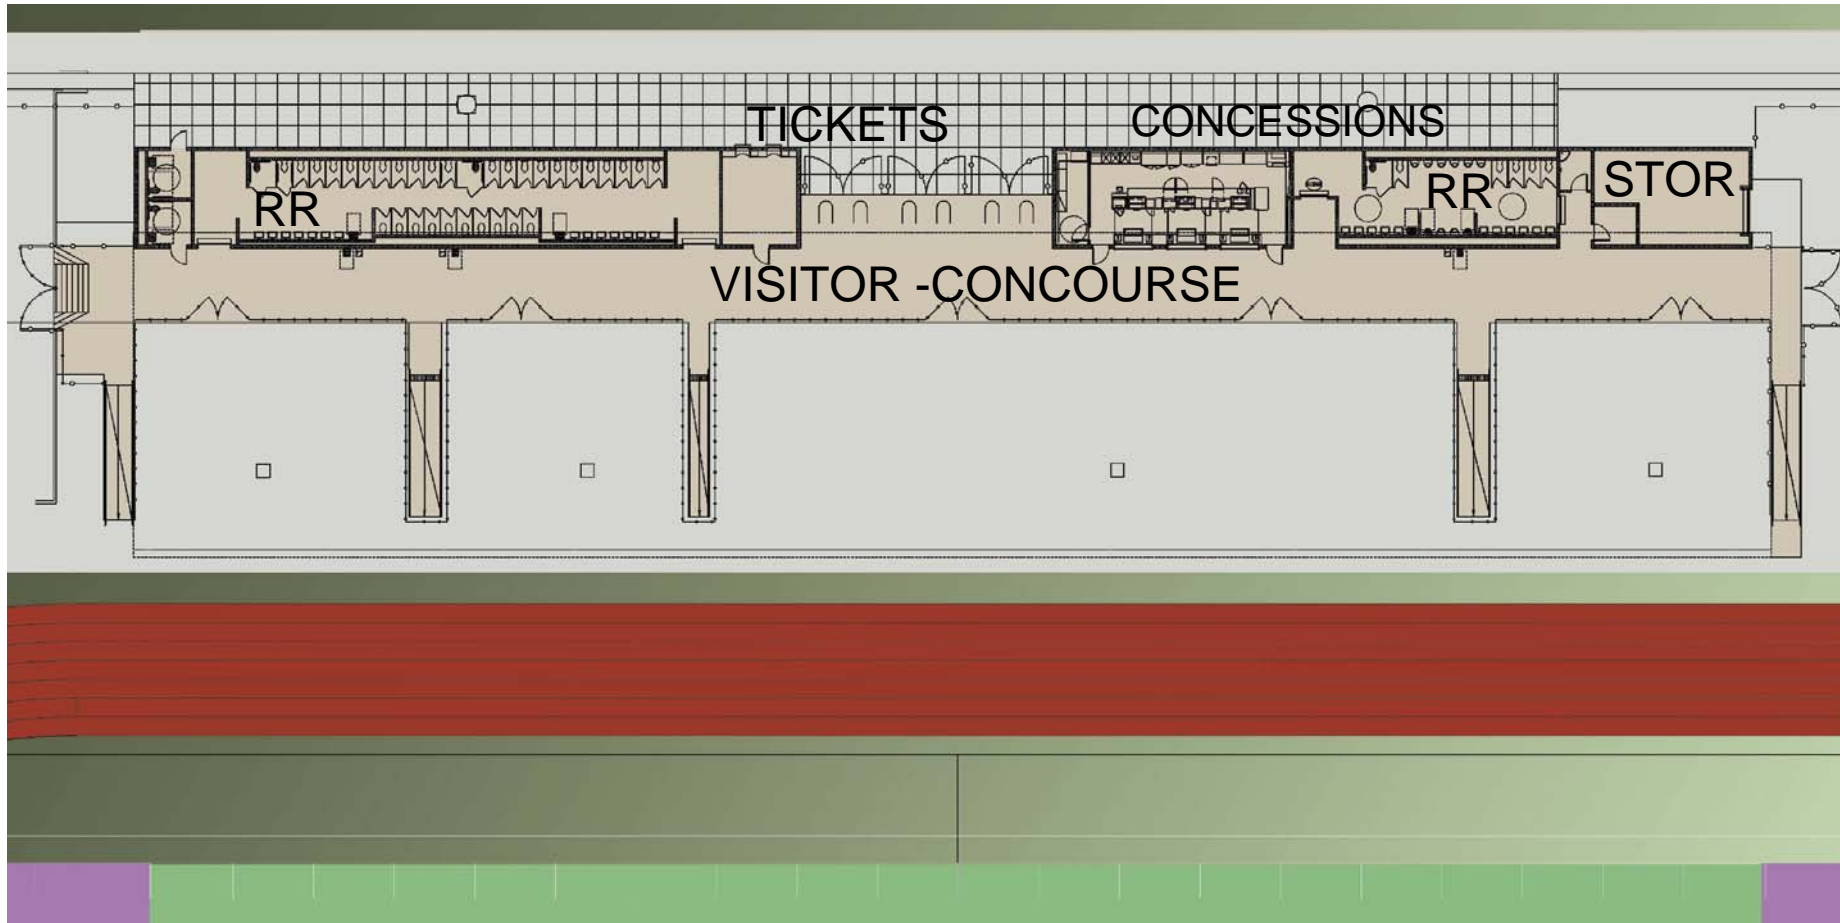 TICKETS
CONCESSIONS
RR
RR
STOR
VISITOR -CONCOURSE